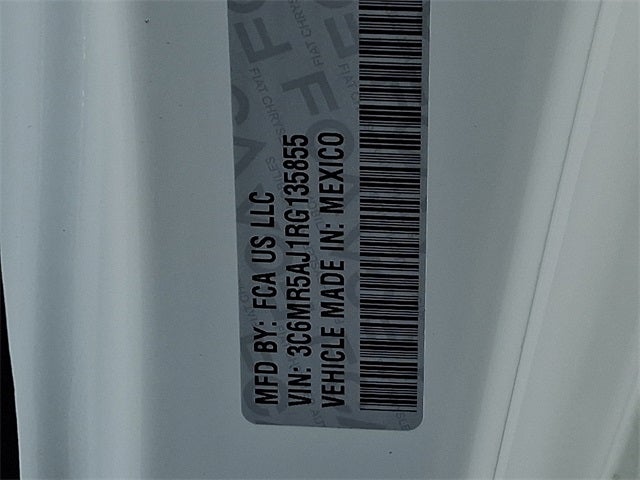 MFD BY: FCA US LLC
VIN: 3C6MR5AJ1RG135855
VEHICLE MADE IN: MEXICO